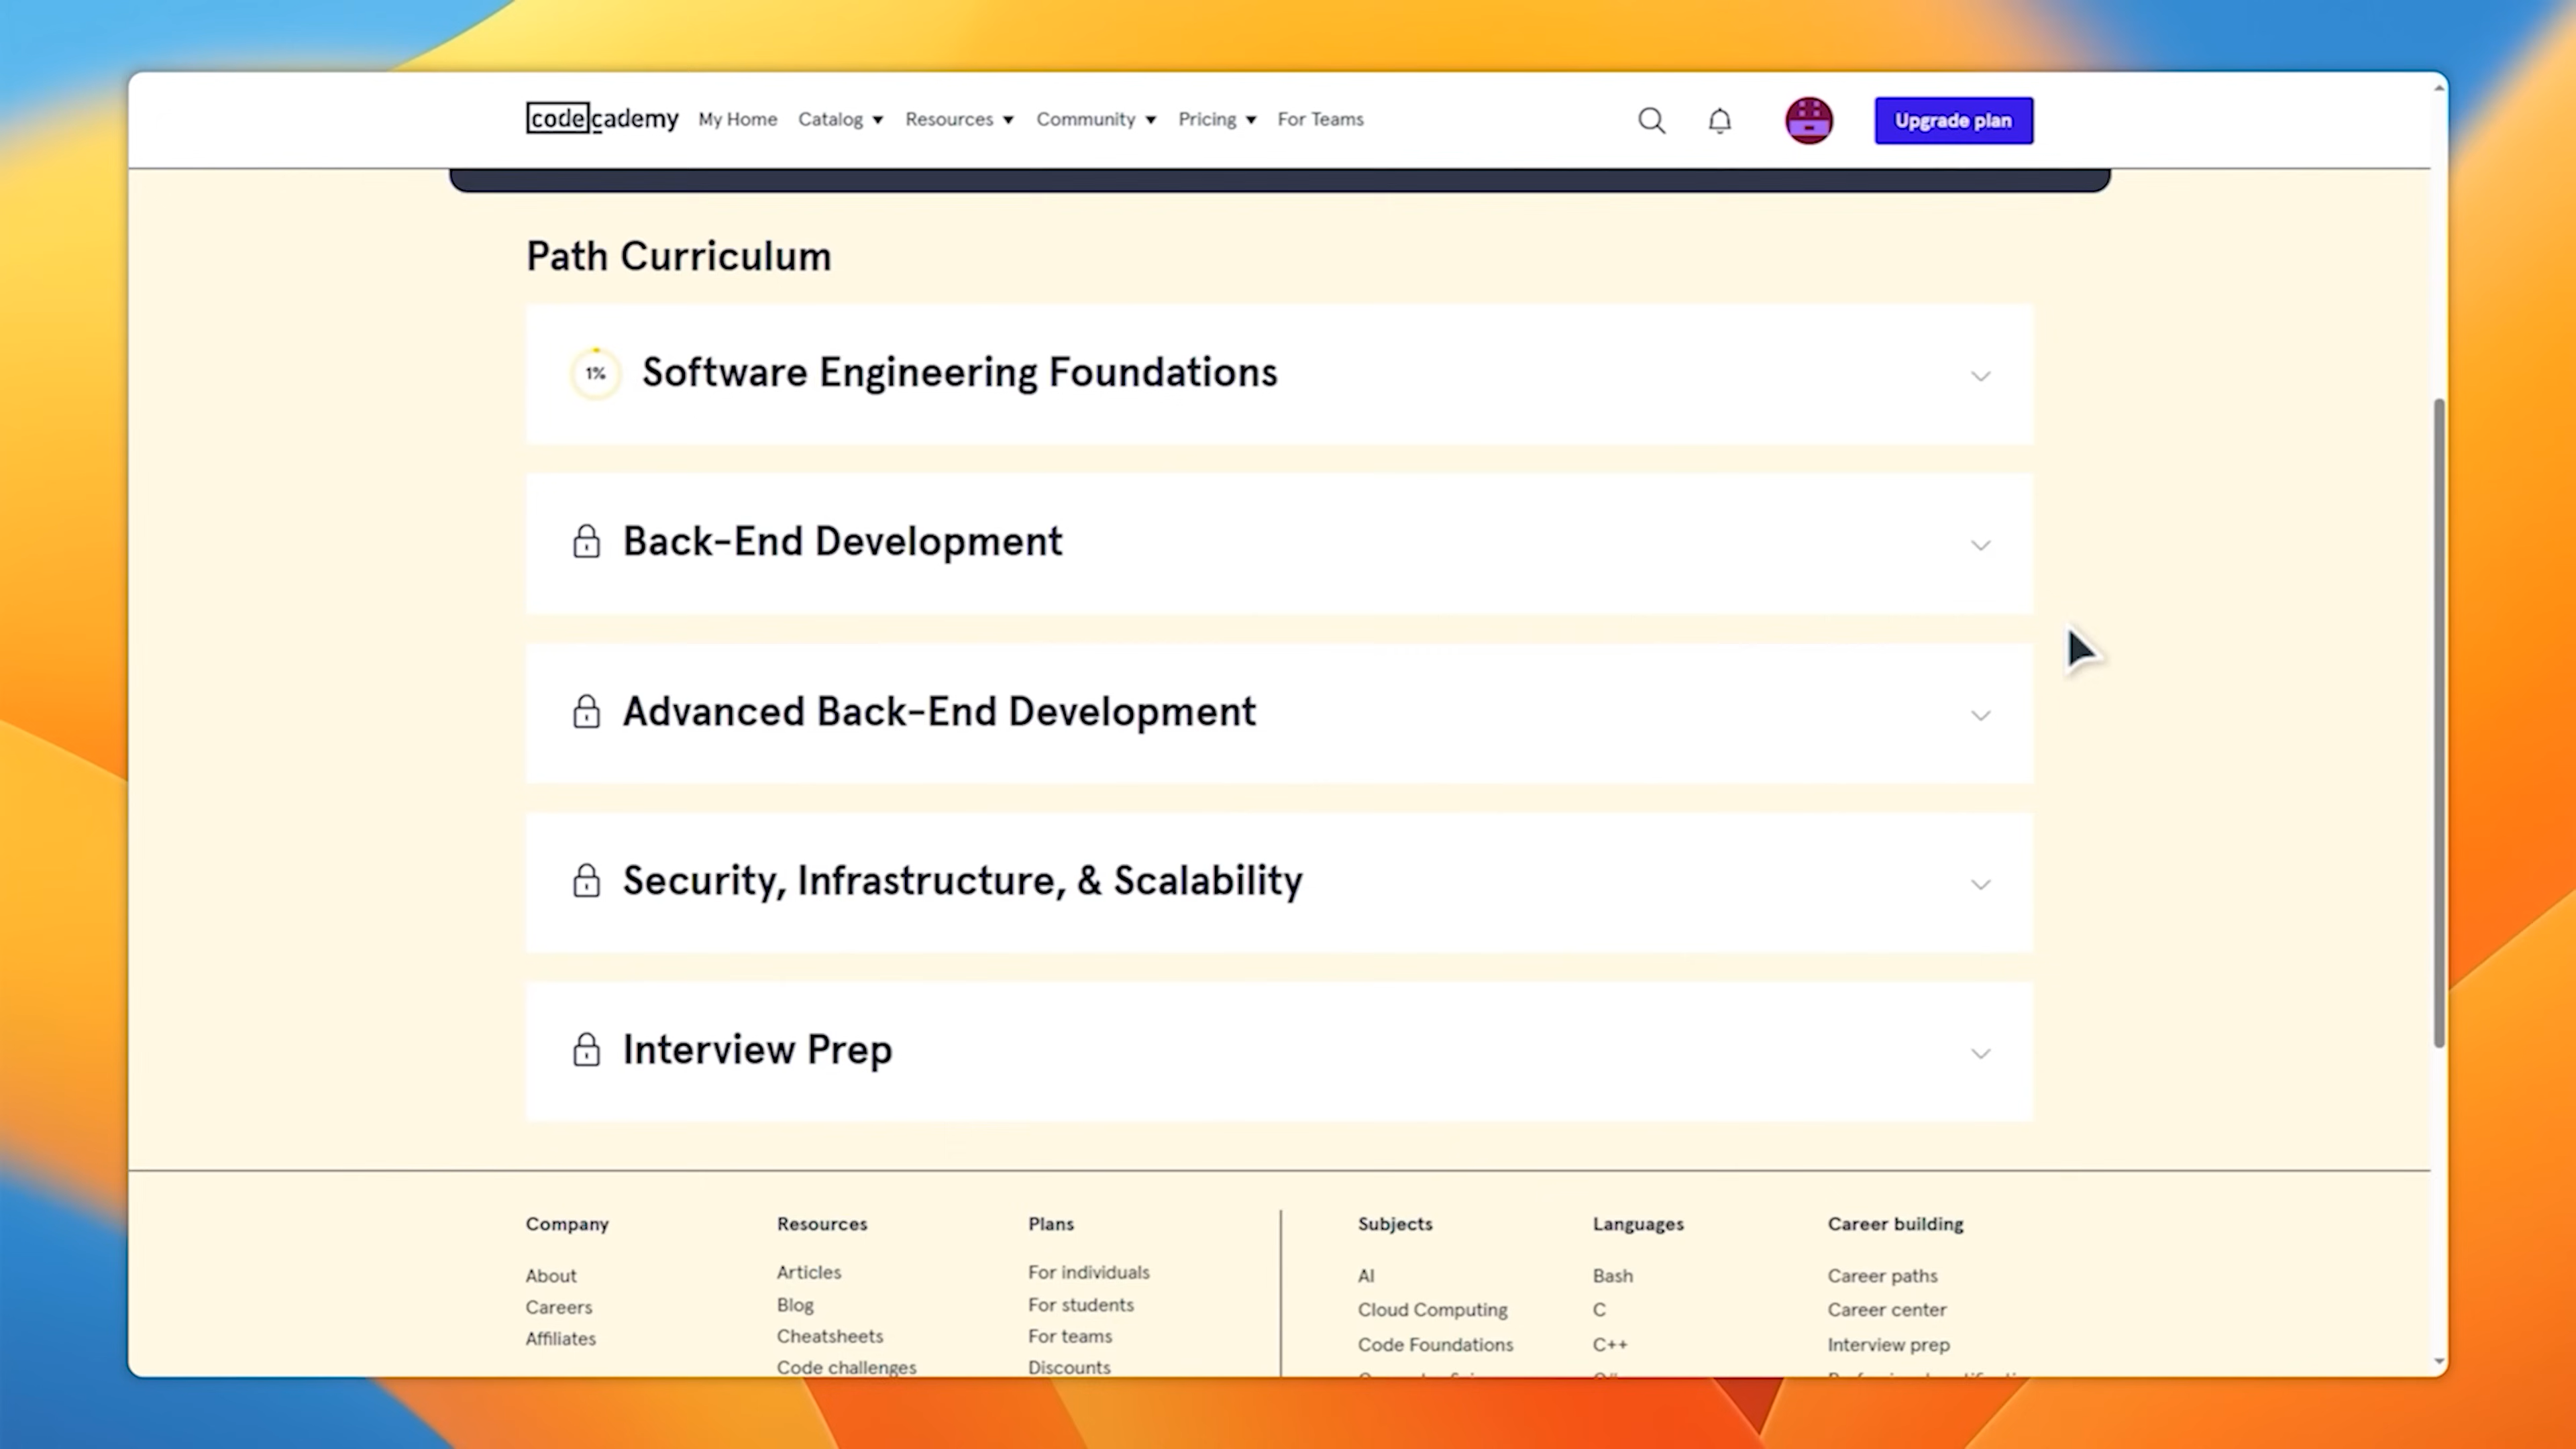 codecademy My Home Catalog Resources Community Pricing For Teams Upgrade plan
Path Curriculum
1% Software Engineering Foundations
Back-End Development
Advanced Back-End Development
Security, Infrastructure, & Scalability
Interview Prep
Company
About
Careers
Affiliates
Resources
Articles
Blog
Cheatsheets
Code challenges
Plans
For individuals
For students
For teams
Discounts
Subjects
AI
Cloud Computing
Code Foundations
Languages
Bash
C
C++
Career building
Career paths
Career center
Interview prep